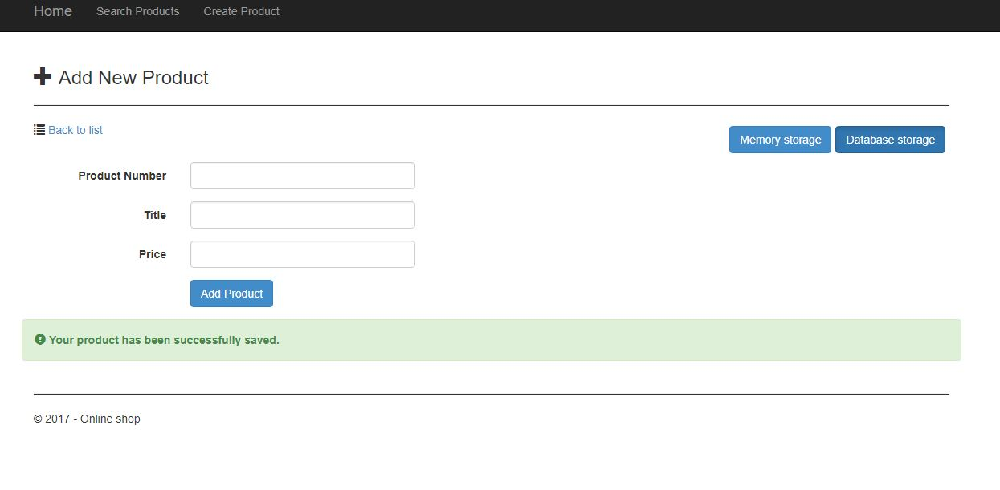 Home Search Products Create Product
Add New Product
Back to list
Memory storage Database storage
Product Number
Title
Price
Add Product
Your product has been successfully saved.
© 2017 - Online shop